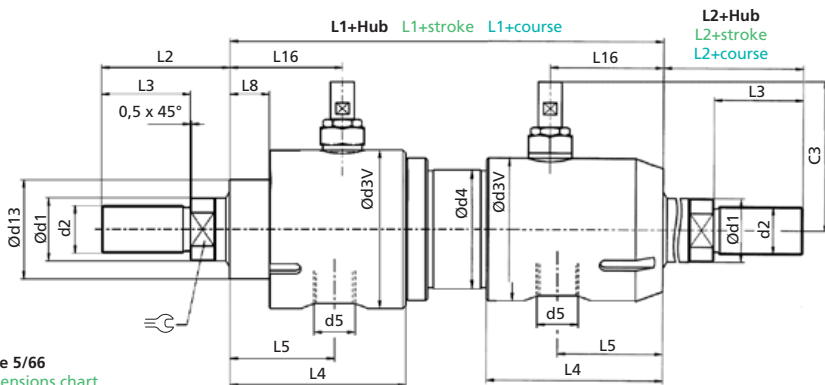 L1+Hub L1+stroke L1+course
L2+Hub
L2+stroke
L2+course
L2
L16
L16
L3
L8
L3
0,5 x 45°
C3
Ød13
Ød1
d2
Ød3V
Ød4
Ød3V
Ød1
d2
d5
d5
L5
L5
L4
L4
e 5/66
ensions chart